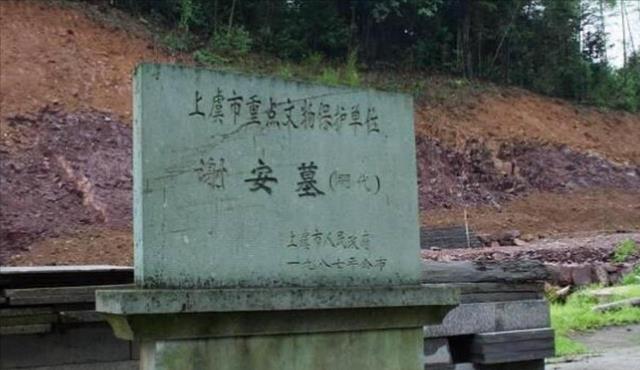 上虞市重点文物保护单位
谢安墓(明代)
上虞市人民政府
一九八七年公布